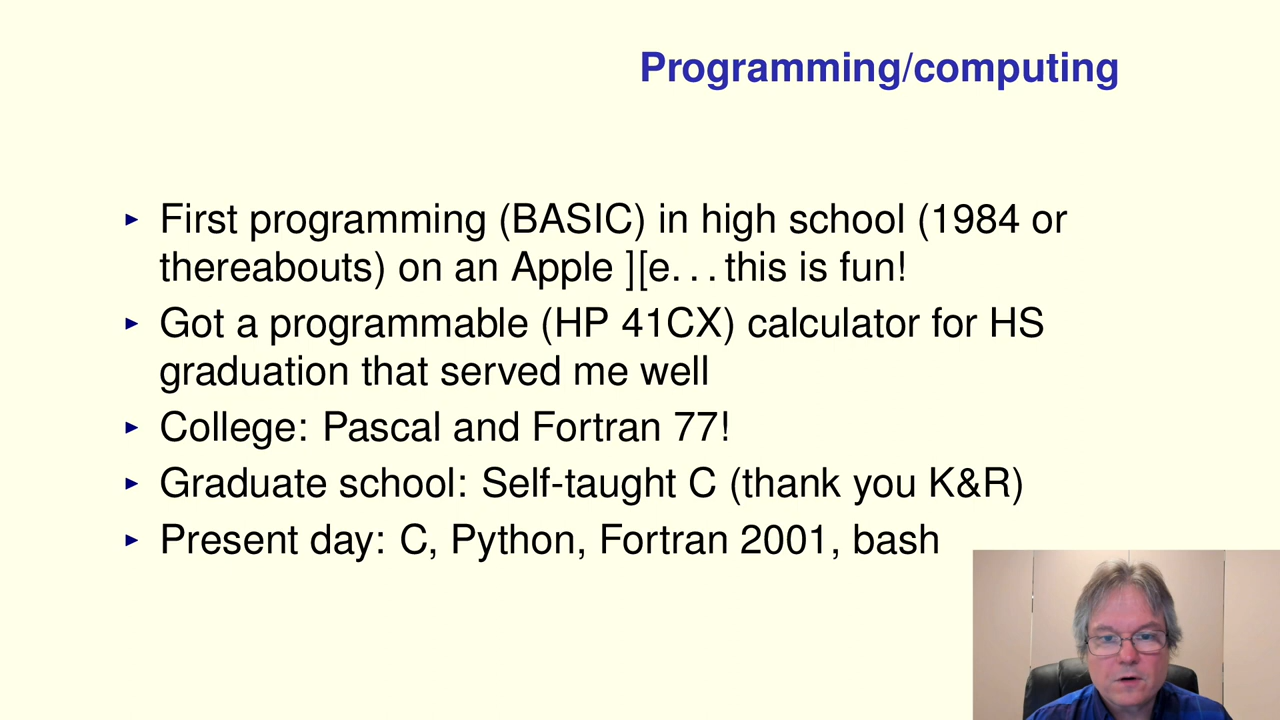 Programming/computing
▸ First programming (BASIC) in high school (1984 or
thereabouts) on an Apple ][e. . . this is fun!
▸ Got a programmable (HP 41CX) calculator for HS
graduation that served me well
▸ College: Pascal and Fortran 77!
▸ Graduate school: Self-taught C (thank you K&R)
▸ Present day: C, Python, Fortran 2001, bash